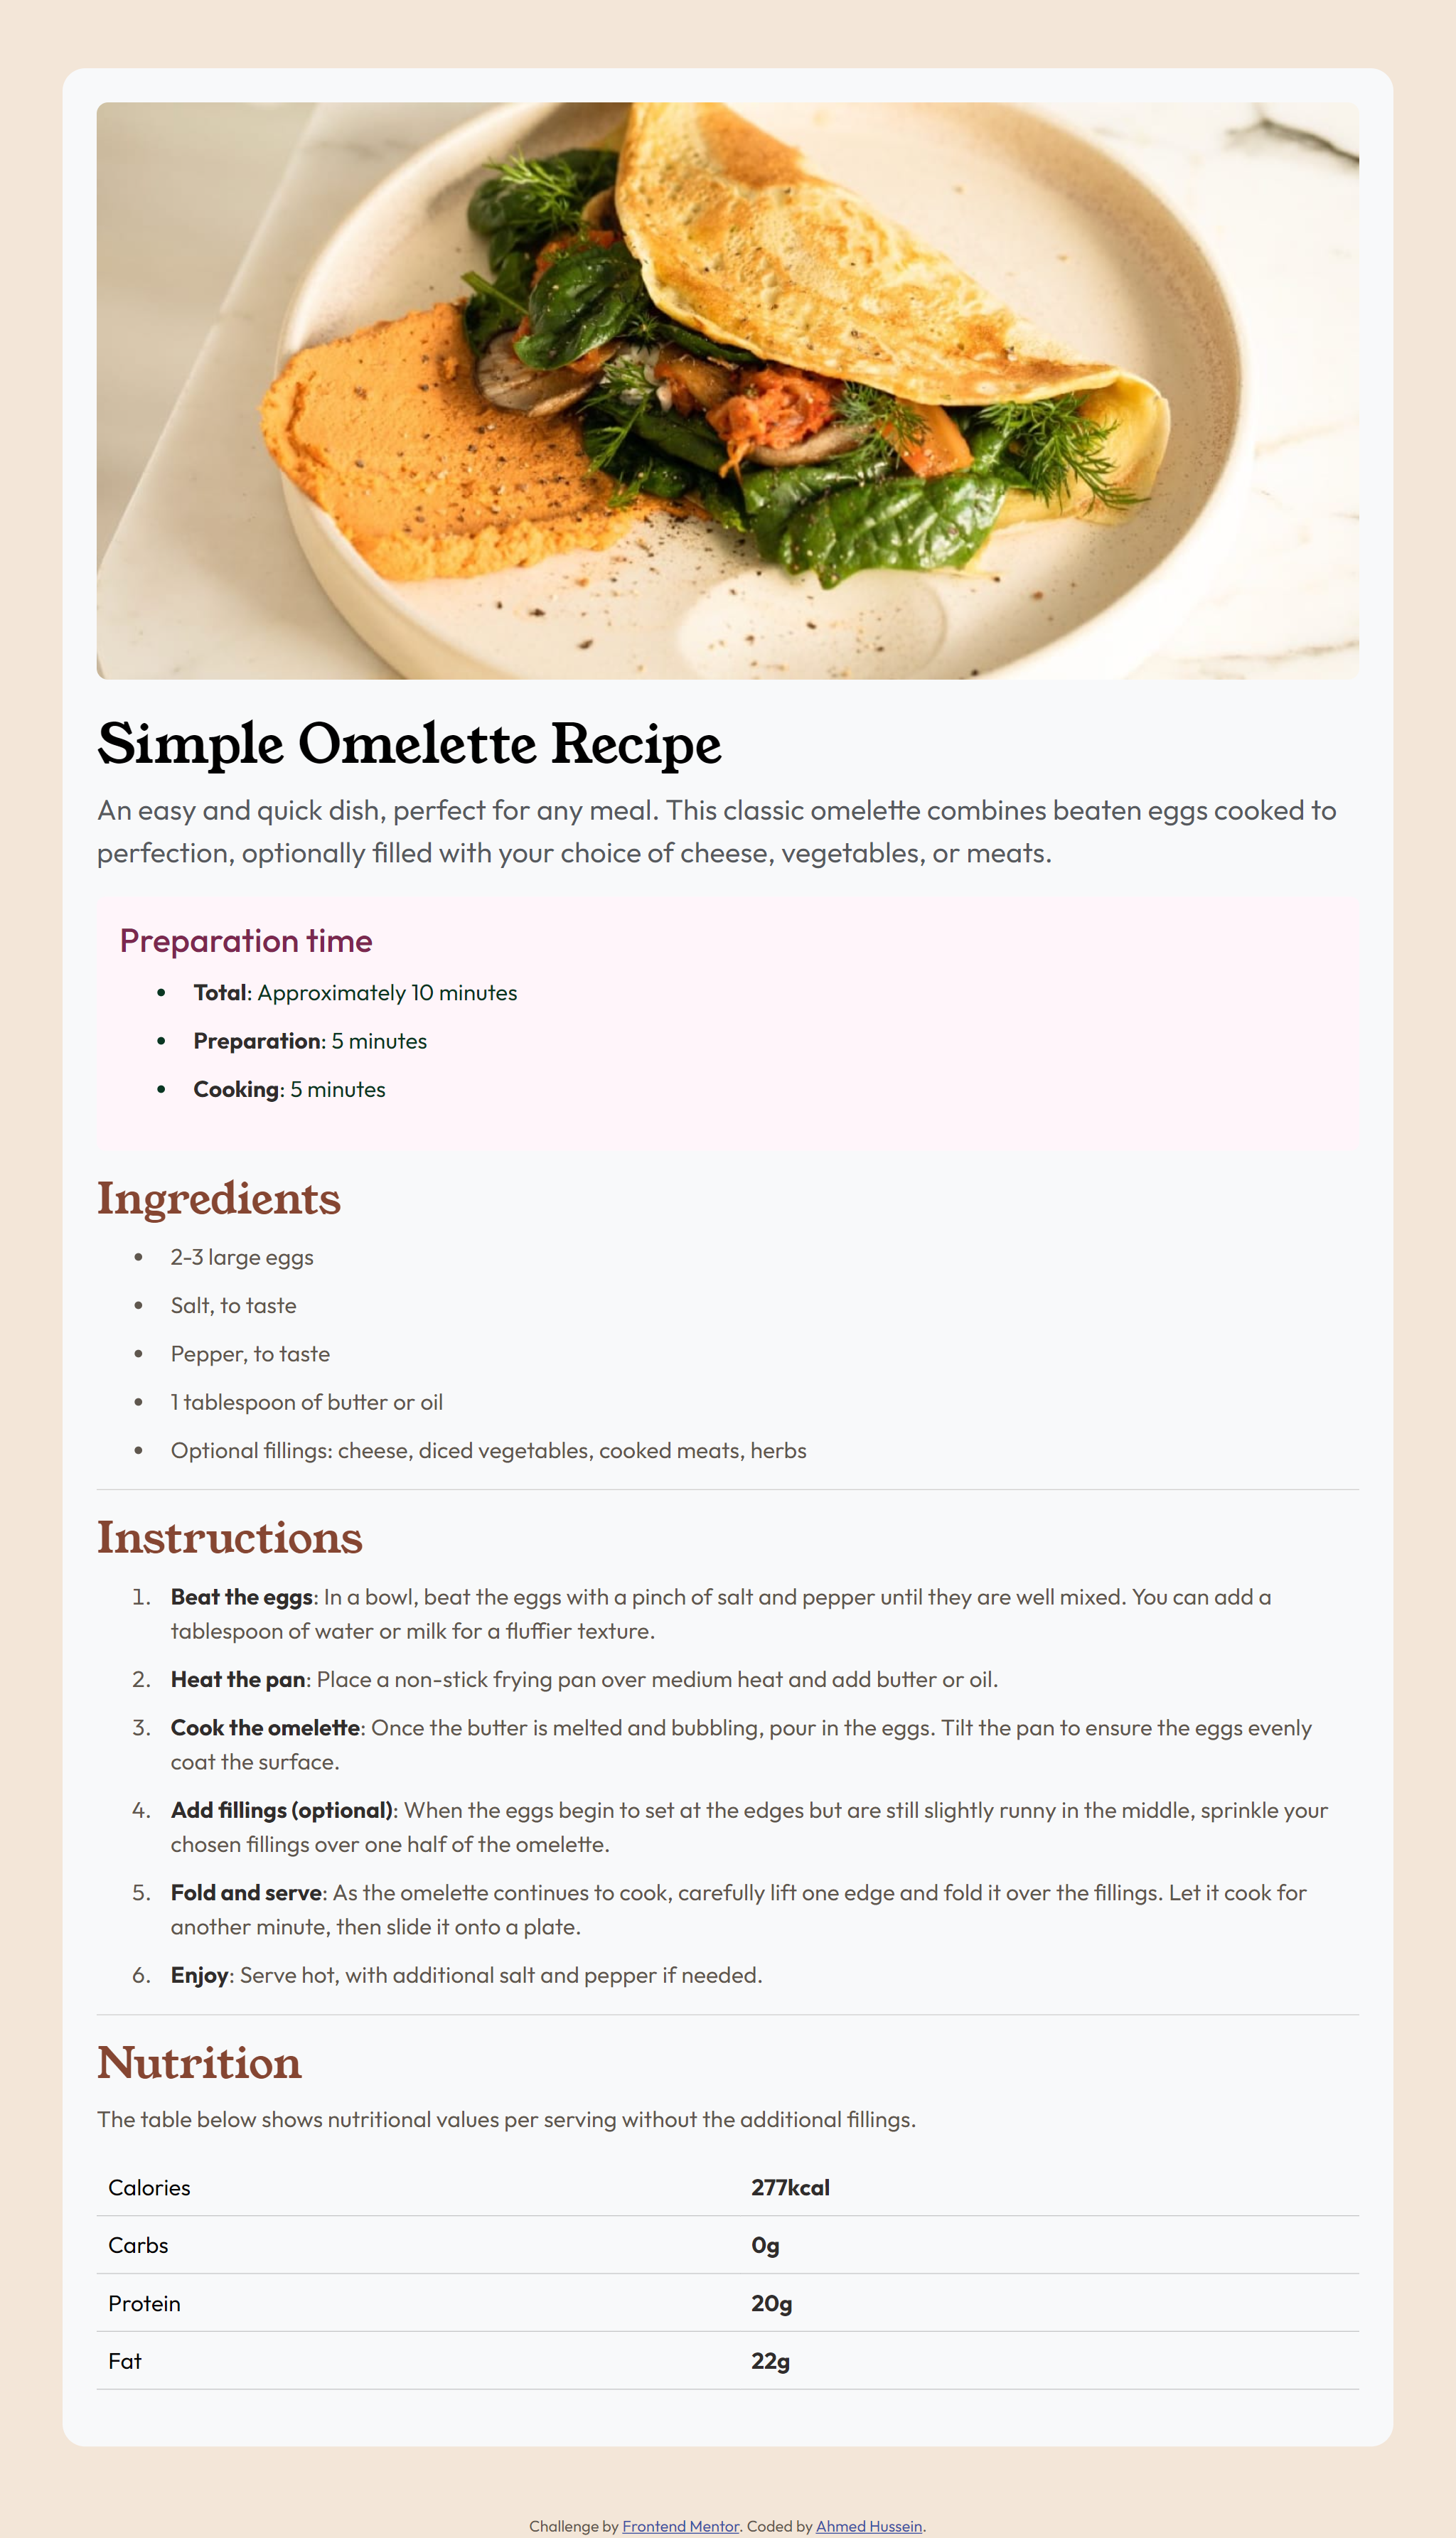 Simple Omelette Recipe
An easy and quick dish, perfect for any meal. This classic omelette combines beaten eggs cooked to
perfection, optionally filled with your choice of cheese, vegetables, or meats.
Preparation time
• Total: Approximately 10 minutes
• Preparation: 5 minutes
• Cooking: 5 minutes
Ingredients
• 2-3 large eggs
• Salt, to taste
• Pepper, to taste
• 1 tablespoon of butter or oil
• Optional fillings: cheese, diced vegetables, cooked meats, herbs
Instructions
1. Beat the eggs: In a bowl, beat the eggs with a pinch of salt and pepper until they are well mixed. You can add a
tablespoon of water or milk for a fluffier texture.
2. Heat the pan: Place a non-stick frying pan over medium heat and add butter or oil.
3. Cook the omelette: Once the butter is melted and bubbling, pour in the eggs. Tilt the pan to ensure the eggs evenly
coat the surface.
4. Add fillings (optional): When the eggs begin to set at the edges but are still slightly runny in the middle, sprinkle your
chosen fillings over one half of the omelette.
5. Fold and serve: As the omelette continues to cook, carefully lift one edge and fold it over the fillings. Let it cook for
another minute, then slide it onto a plate.
6. Enjoy: Serve hot, with additional salt and pepper if needed.
Nutrition
The table below shows nutritional values per serving without the additional fillings.
Calories 277kcal
Carbs 0g
Protein 20g
Fat 22g
Challenge by Frontend Mentor. Coded by Ahmed Hussein.